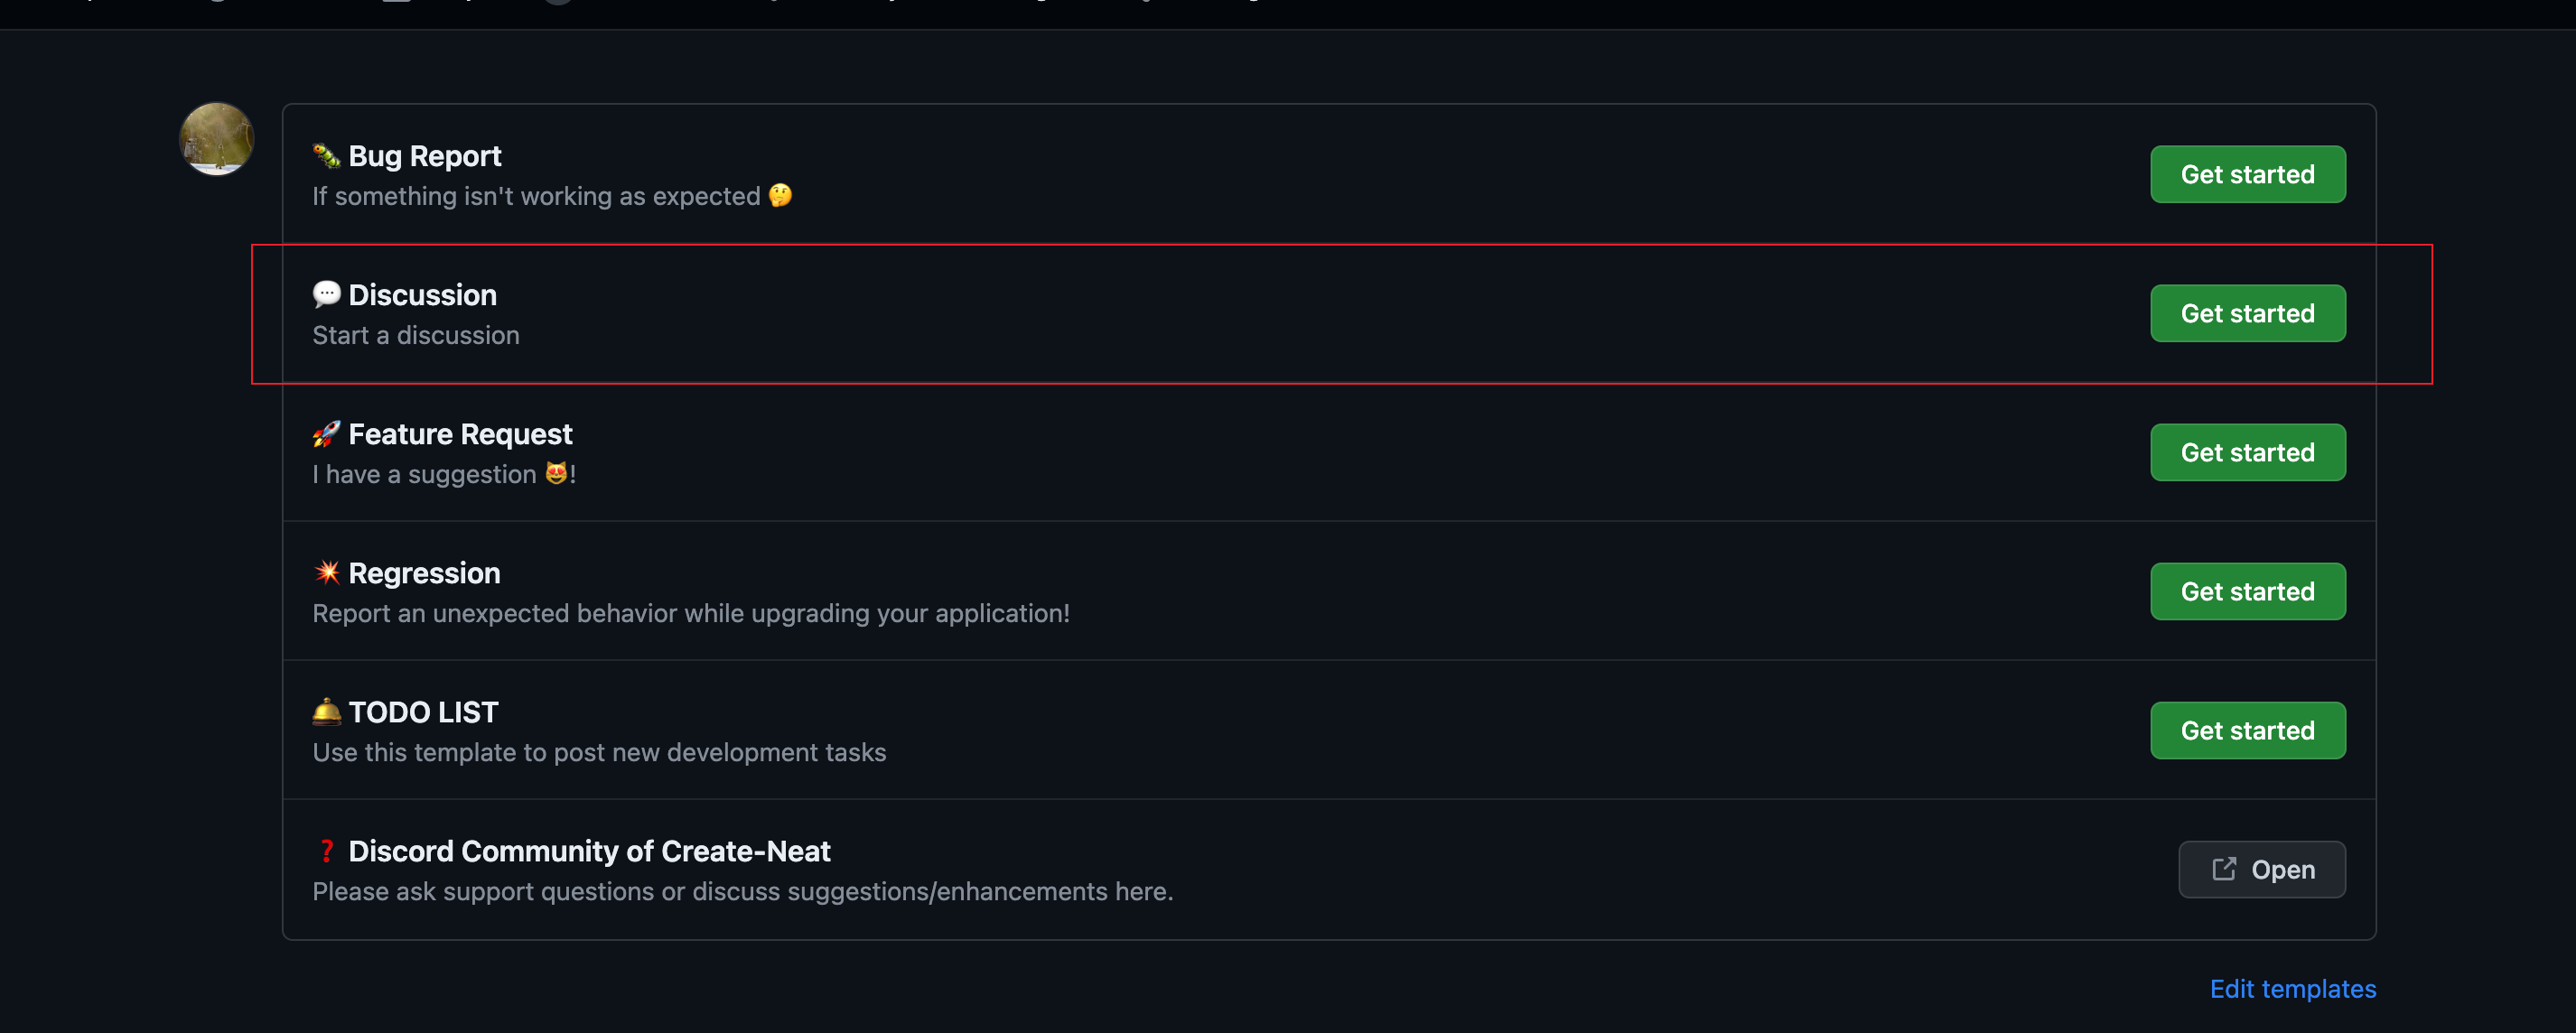 🐛 Bug Report
If something isn't working as expected 🤔
Get started
💬 Discussion
Start a discussion
Get started
🚀 Feature Request
I have a suggestion 😻!
Get started
💥 Regression
Report an unexpected behavior while upgrading your application!
Get started
🛎️ TODO LIST
Use this template to post new development tasks
Get started
❓ Discord Community of Create-Neat
Please ask support questions or discuss suggestions/enhancements here.
Open
Edit templates